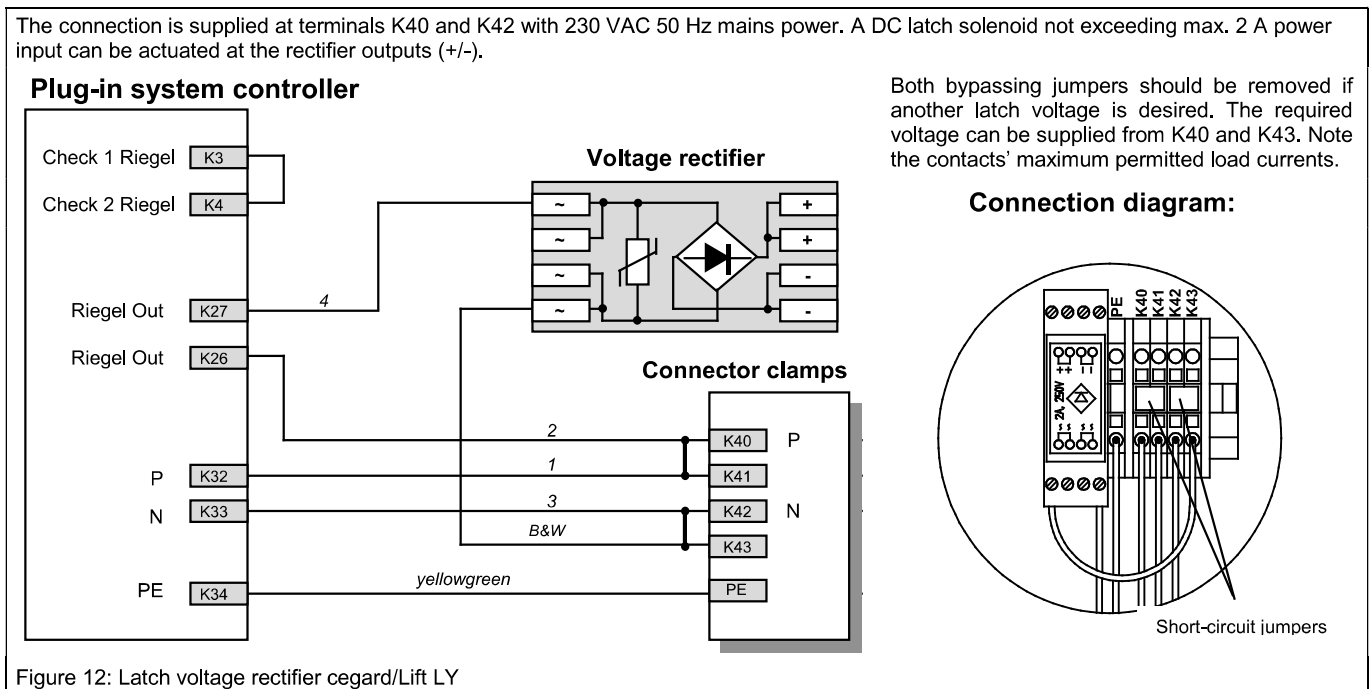 The connection is supplied at terminals K40 and K42 with 230 VAC 50 Hz mains power. A DC latch solenoid not exceeding max. 2 A power
input can be actuated at the rectifier outputs (+/-).
Plug-in system controller
Both bypassing jumpers should be removed if
another latch voltage is desired. The required
voltage can be supplied from K40 and K43. Note
the contacts' maximum permitted load currents.
Check 1 Riegel K3
Check 2 Riegel K4
Riegel Out K27
Riegel Out K26
P K32
N K33
PE K34
4
2
1
3
B&W
yellowgreen
Voltage rectifier
~ +
~ +
~ -
~ -
Connector clamps
K40 P
K41
K42 N
K43
PE
Connection diagram:
PE K40 K41 K42 K43
+ + - -
2A, 250V
~ ~ ~ ~
Short-circuit jumpers
Figure 12: Latch voltage rectifier cegard/Lift LY